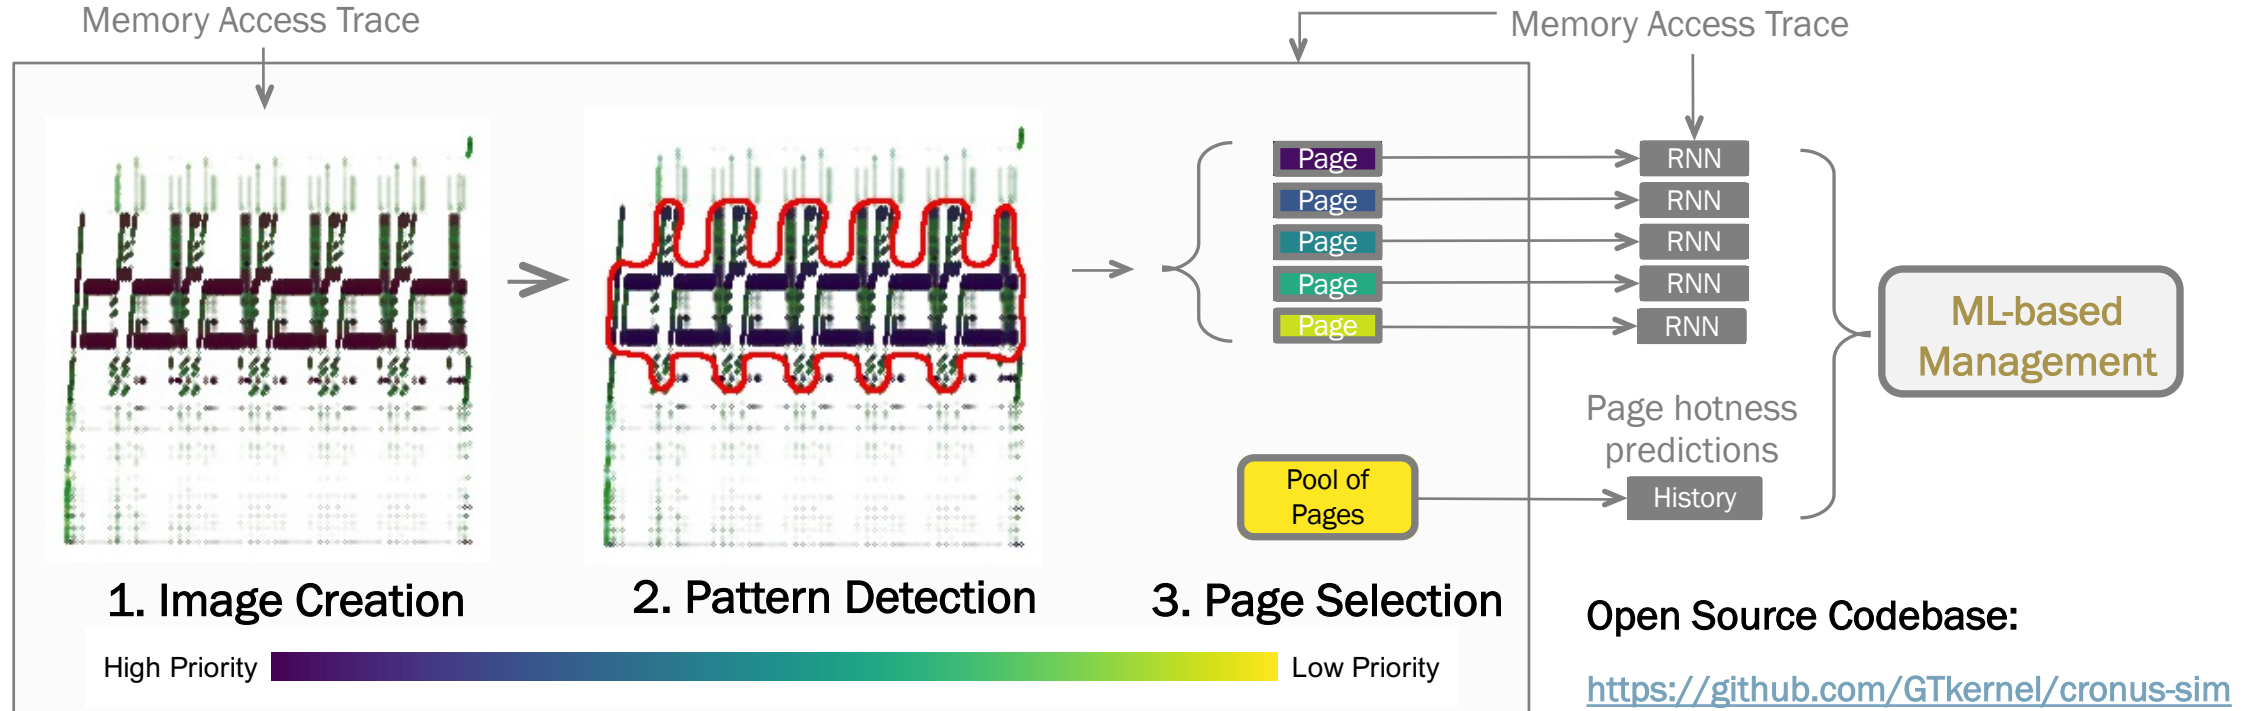 Memory Access Trace
Memory Access Trace
Page
Page
Page
Page
Page
RNN
RNN
RNN
RNN
RNN
ML-based
Management
Page hotness
predictions
Pool of
Pages
History
1. Image Creation
2. Pattern Detection
3. Page Selection
High Priority
Low Priority
Open Source Codebase:
https://github.com/GTkernel/cronus-sim